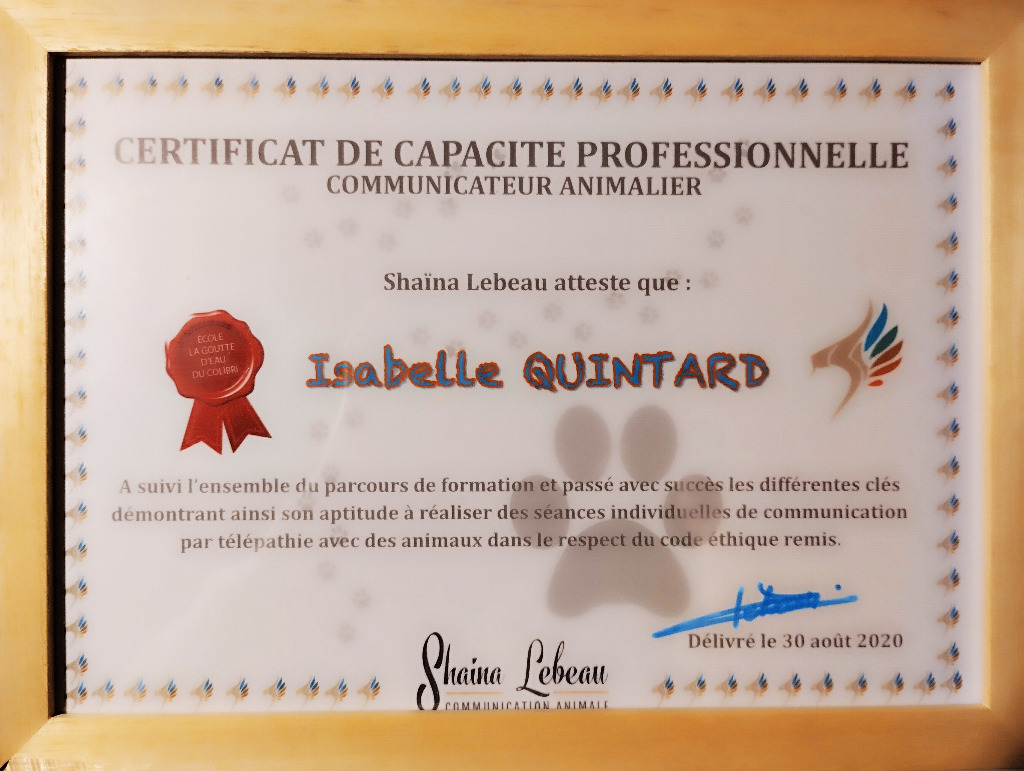 CERTIFICAT DE CAPACITE PROFESSIONNELLE
COMMUNICATEUR ANIMALIER
Shaïna Lebeau atteste que :
ECOLE
LA GOUTTE
D'EAU
DU COLIBRI
Isabelle QUINTARD
A suivi l'ensemble du parcours de formation et passé avec succès les différentes clés
démontrant ainsi son aptitude à réaliser des séances individuelles de communication
par télépathie avec des animaux dans le respect du code éthique remis.
Délivré le 30 août 2020
Shaina Lebeau
COMMUNICATION ANIMALE